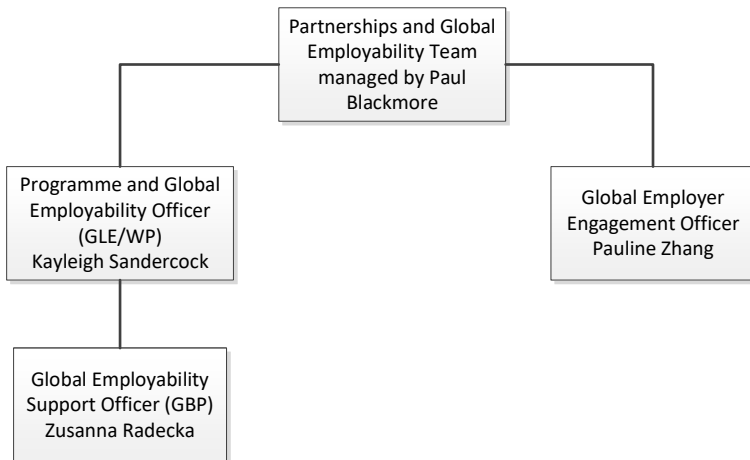 Partnerships and Global
Employability Team
managed by Paul
Blackmore
Programme and Global
Employability Officer
(GLE/WP)
Kayleigh Sandercock
Global Employer
Engagement Officer
Pauline Zhang
Global Employability
Support Officer (GBP)
Zusanna Radecka